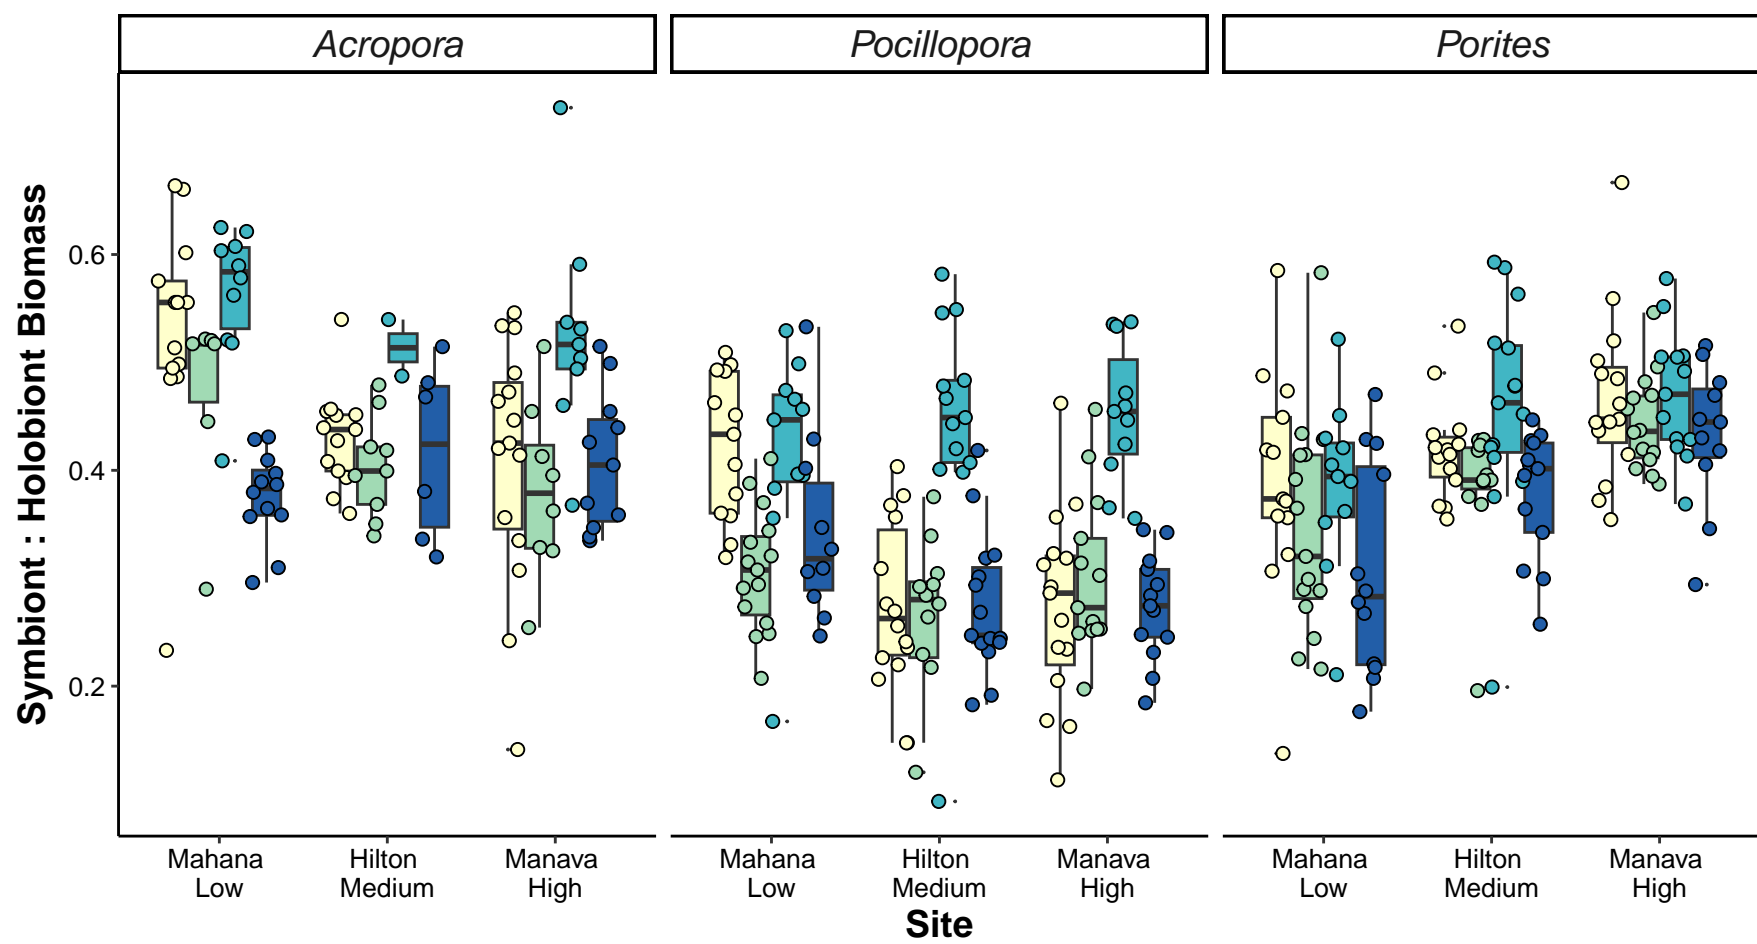 Acropora
Pocillopora
Porites
Symbiont : Holobiont Biomass
0.6
0.4
0.2
Mahana
Low
Hilton
Medium
Manava
High
Mahana
Low
Hilton
Medium
Manava
High
Mahana
Low
Hilton
Medium
Manava
High
Site